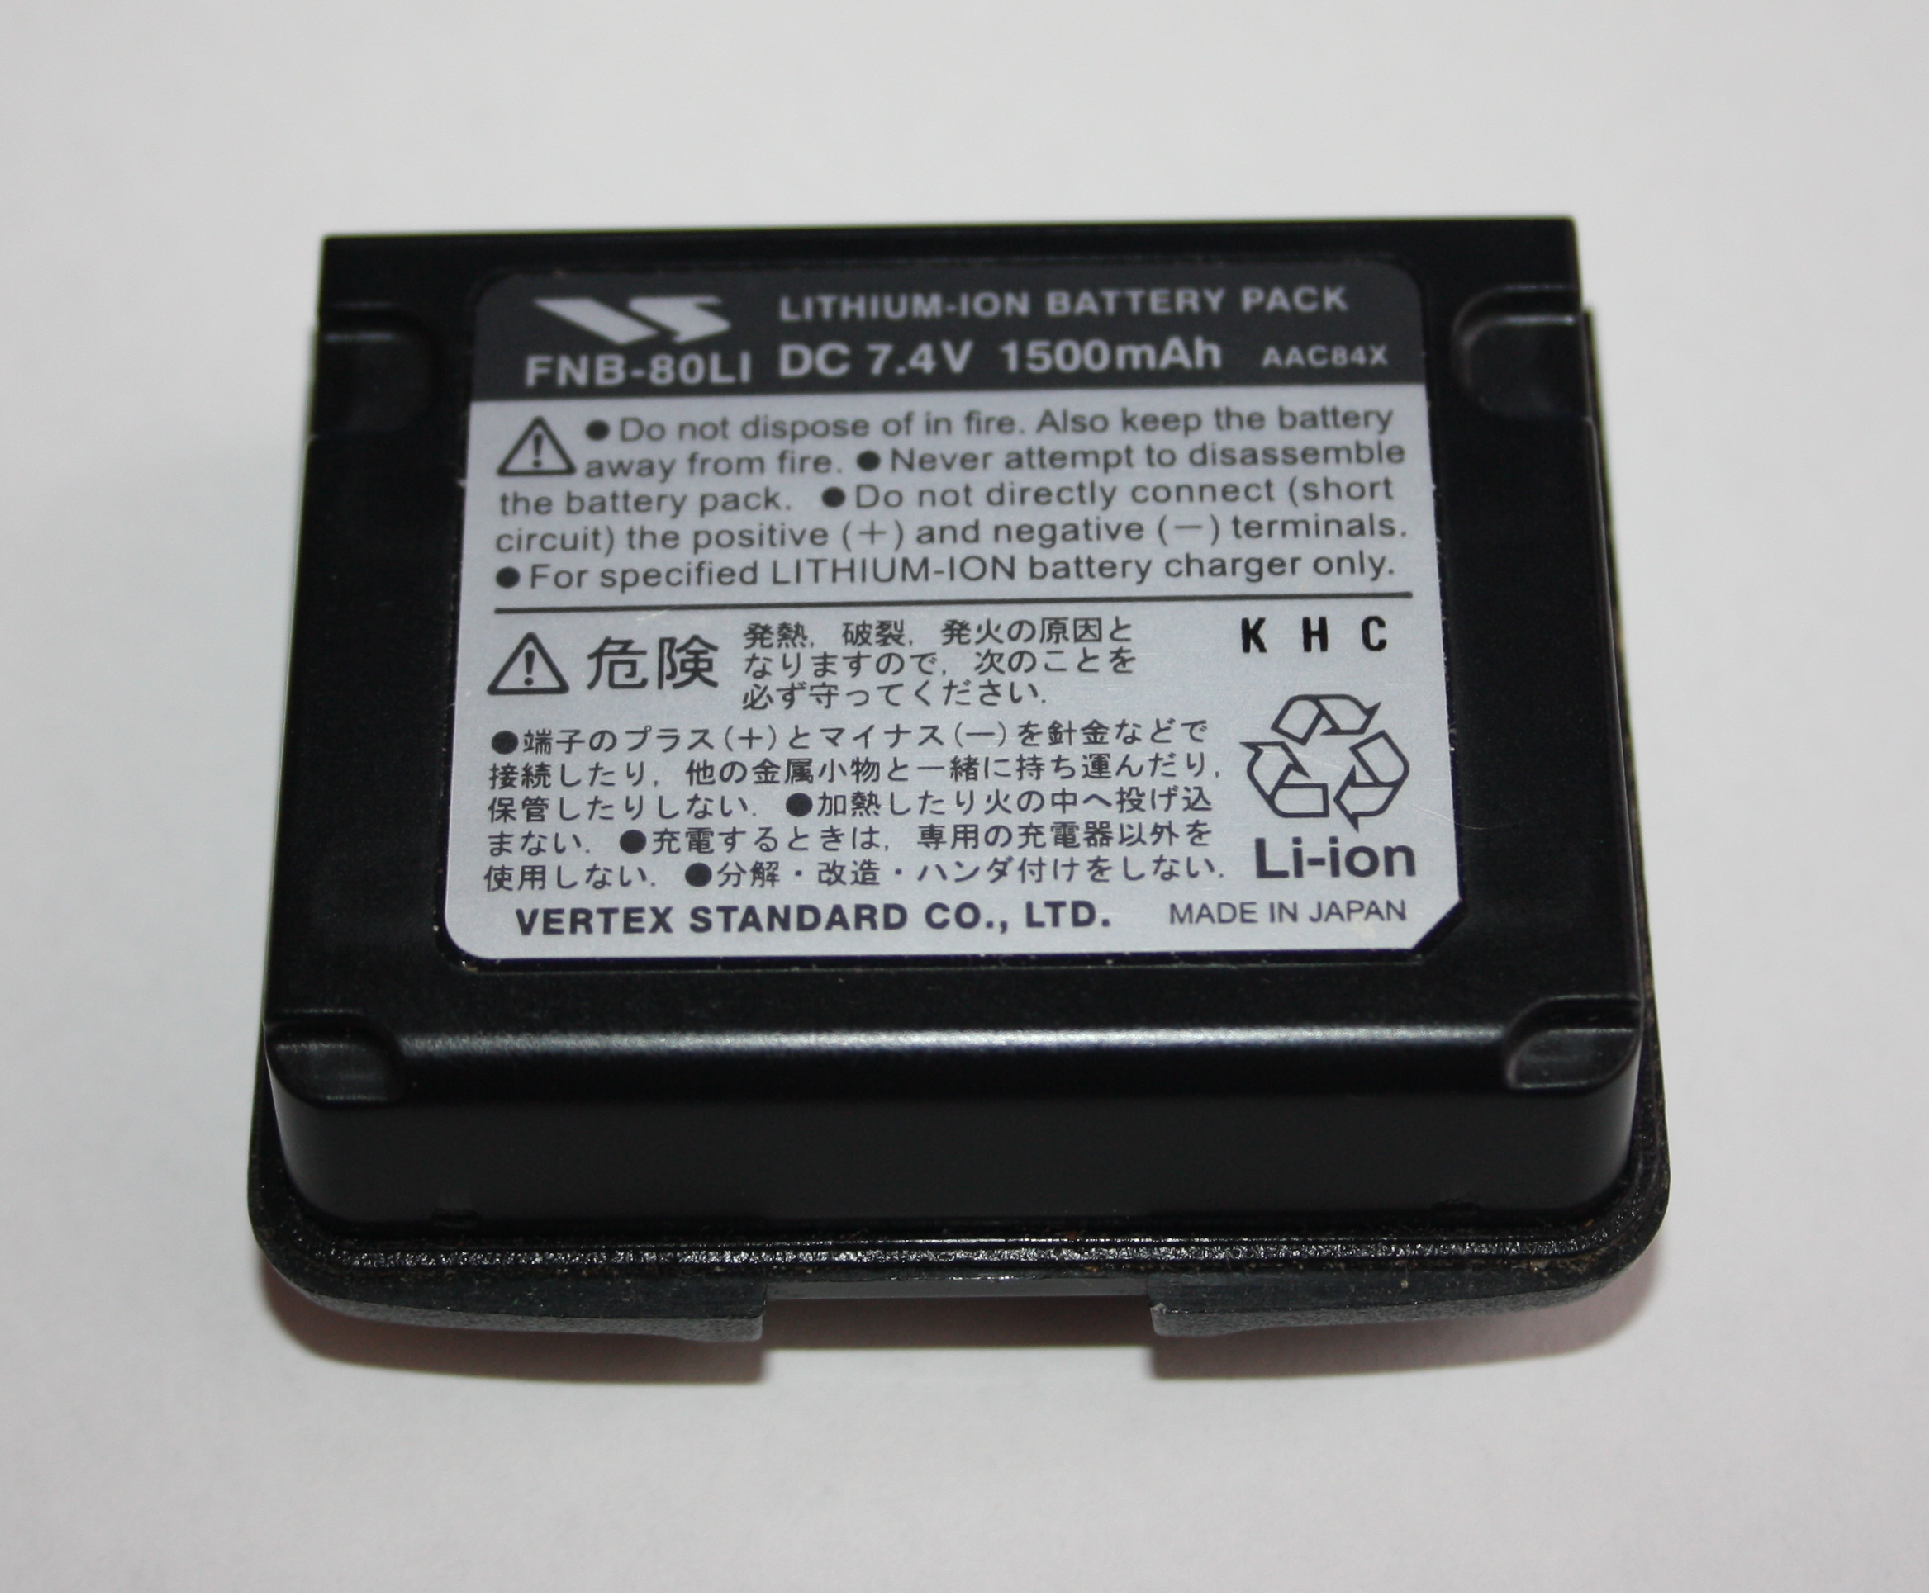 VS LITHIUM-ION BATTERY PACK
FNB-80LI DC 7.4V 1500mAh AAC84X
● Do not dispose of in fire. Also keep the battery
away from fire. ● Never attempt to disassemble
the battery pack. ● Do not directly connect (short
circuit) the positive (+) and negative (−) terminals.
● For specified LITHIUM-ION battery charger only.
危険
発熱, 破裂, 発火の原因と
なりますので, 次のことを
必ず守ってください.
K H C
●端子のプラス(+)とマイナス(−)を針金などで
接続したり, 他の金属小物と一緒に持ち運んだり,
保管したりしない. ●加熱したり火の中へ投げ込
まない. ●充電するときは, 専用の充電器以外を
使用しない. ●分解・改造・ハンダ付けをしない.
Li-ion
VERTEX STANDARD CO., LTD. MADE IN JAPAN